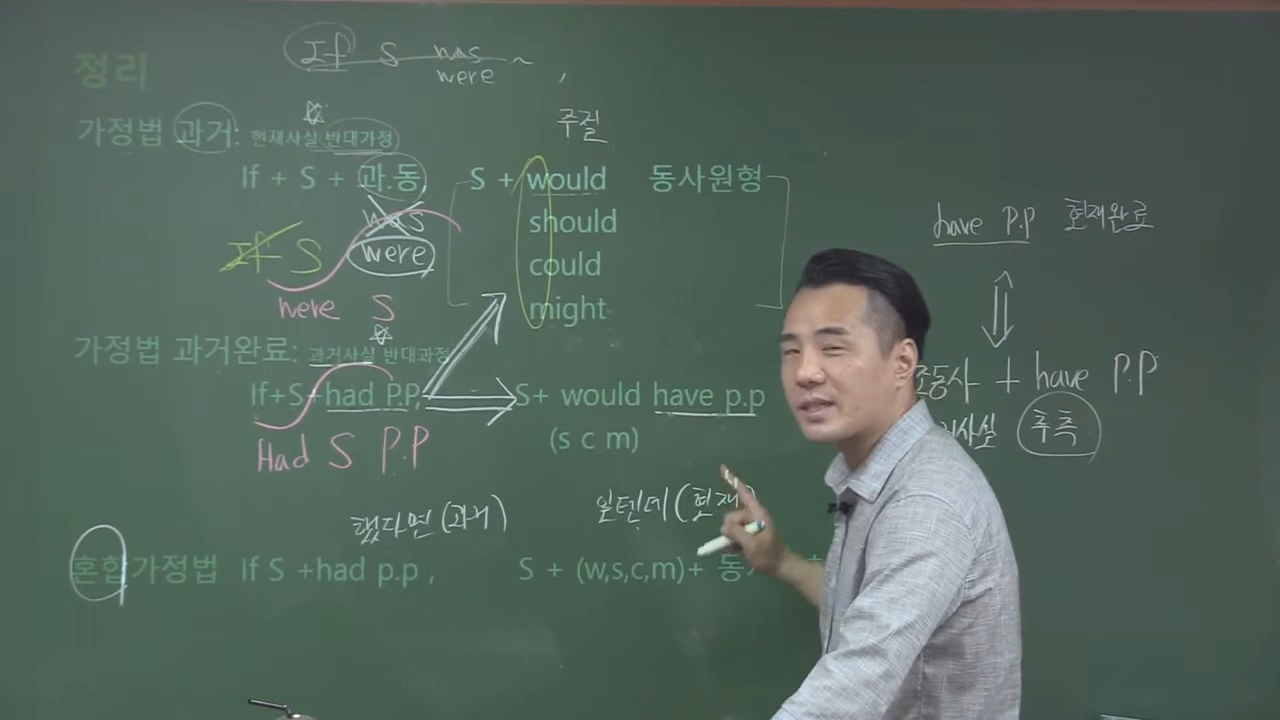 If S was ~ ,
were
정리
주절
가정법 과거: 현재사실 반대가정
If + S + 과.동
S + would 동사원형
was
should
If S were
could
were S
might
have P.P 현재완료
가정법 과거완료: 과거사실 반대과정
If+S+had P.P,
S+ would have p.p
동사 + have P.P
Had S P.P
(s c m)
사실 추측
했다면 (과거)
일텐데 (현재)
혼합가정법 If S +had p.p ,
S + (w,s,c,m)+ 동